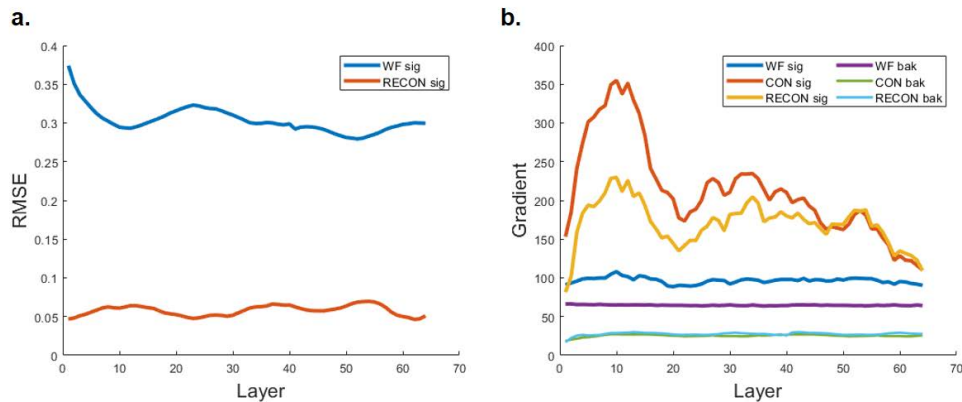 a.
RMSE
0.4
0.35
0.3
0.25
0.2
0.15
0.1
0.05
0
0 10 20 30 40 50 60 70
Layer
WF sig
RECON sig
b.
Gradient
400
350
300
250
200
150
100
50
0
0 10 20 30 40 50 60 70
Layer
WF sig
CON sig
RECON sig
WF bak
CON bak
RECON bak